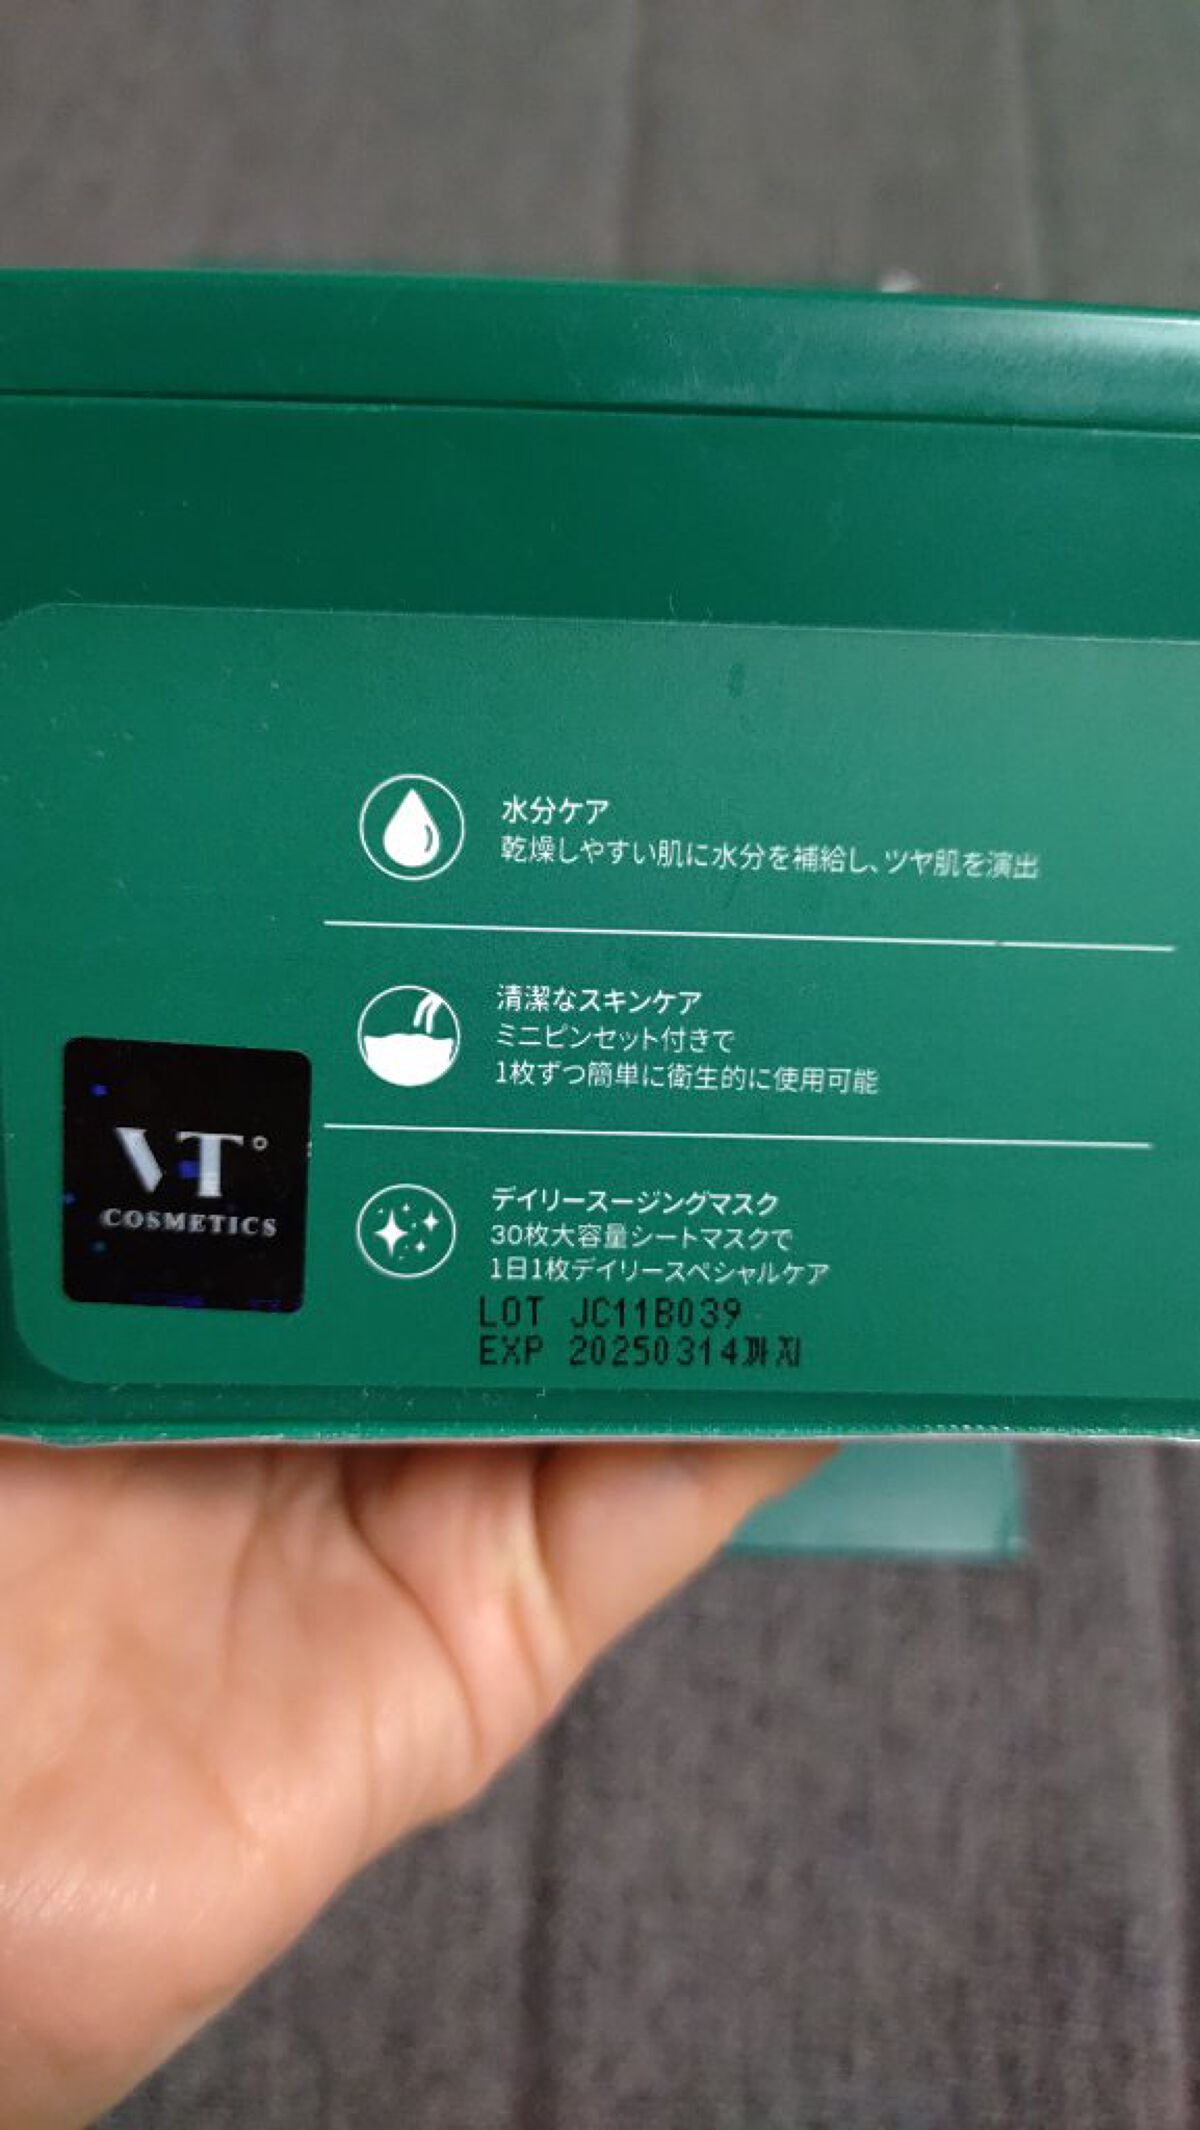 水分ケア
乾燥しやすい肌に水分を補給し、ツヤ肌を演出
清潔なスキンケア
ミニピンセット付きで
1枚ずつ簡単に衛生的に使用可能
VT
COSMETICS
デイリースージングマスク
30枚大容量シートマスクで
1日1枚デイリースペシャルケア
LOT JC11B039
EXP 20250314까지